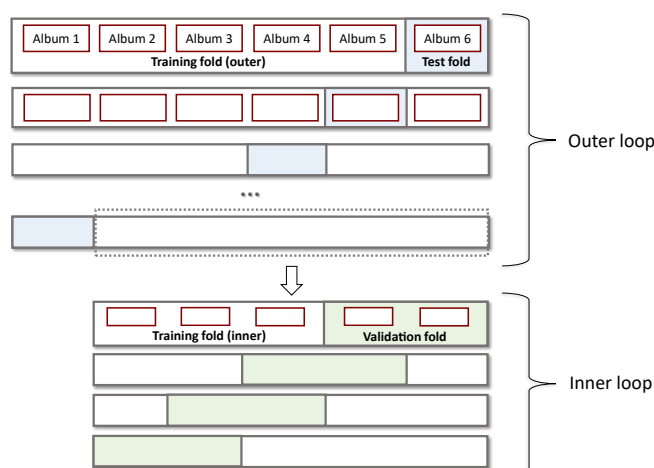 Album 1 Album 2 Album 3 Album 4 Album 5 Album 6
Training fold (outer) Test fold
Outer loop
...
Training fold (inner) Validation fold
Inner loop